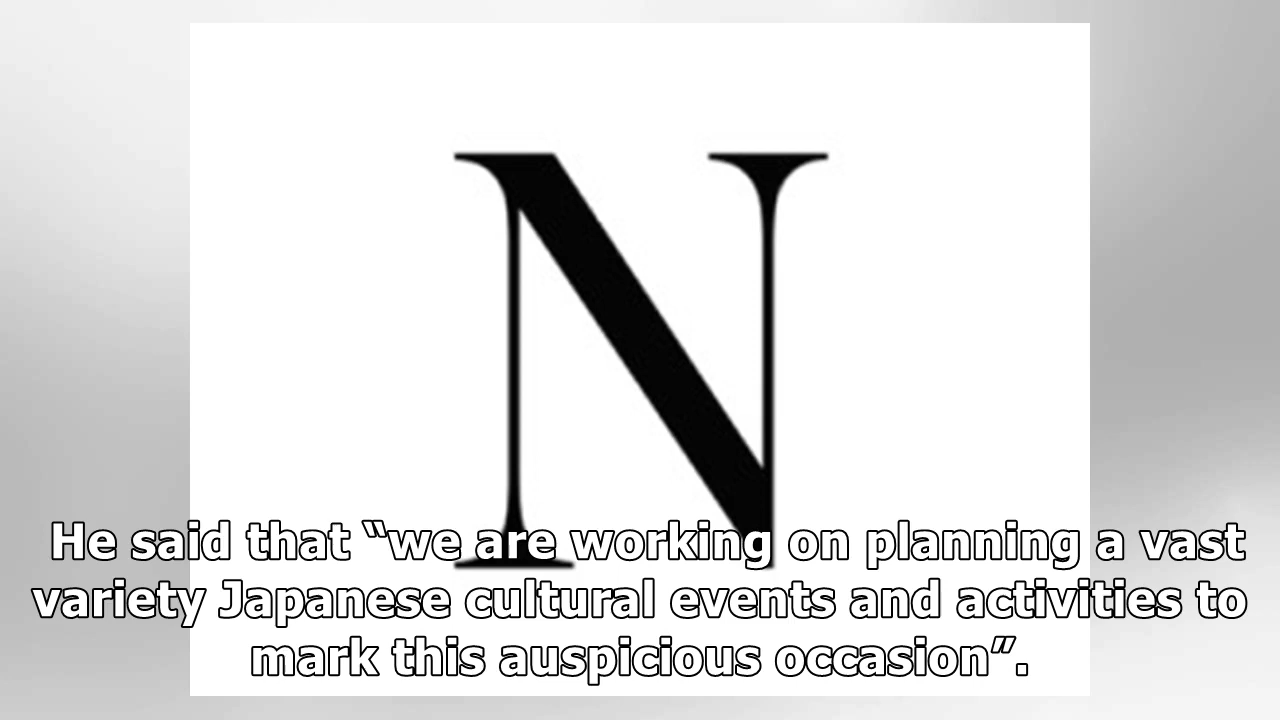 N
He said that “we are working on planning a vast
variety Japanese cultural events and activities to
mark this auspicious occasion”.